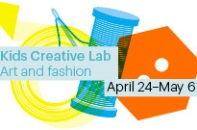 Kids Creative Lab
Art and fashion
April 24–May 6